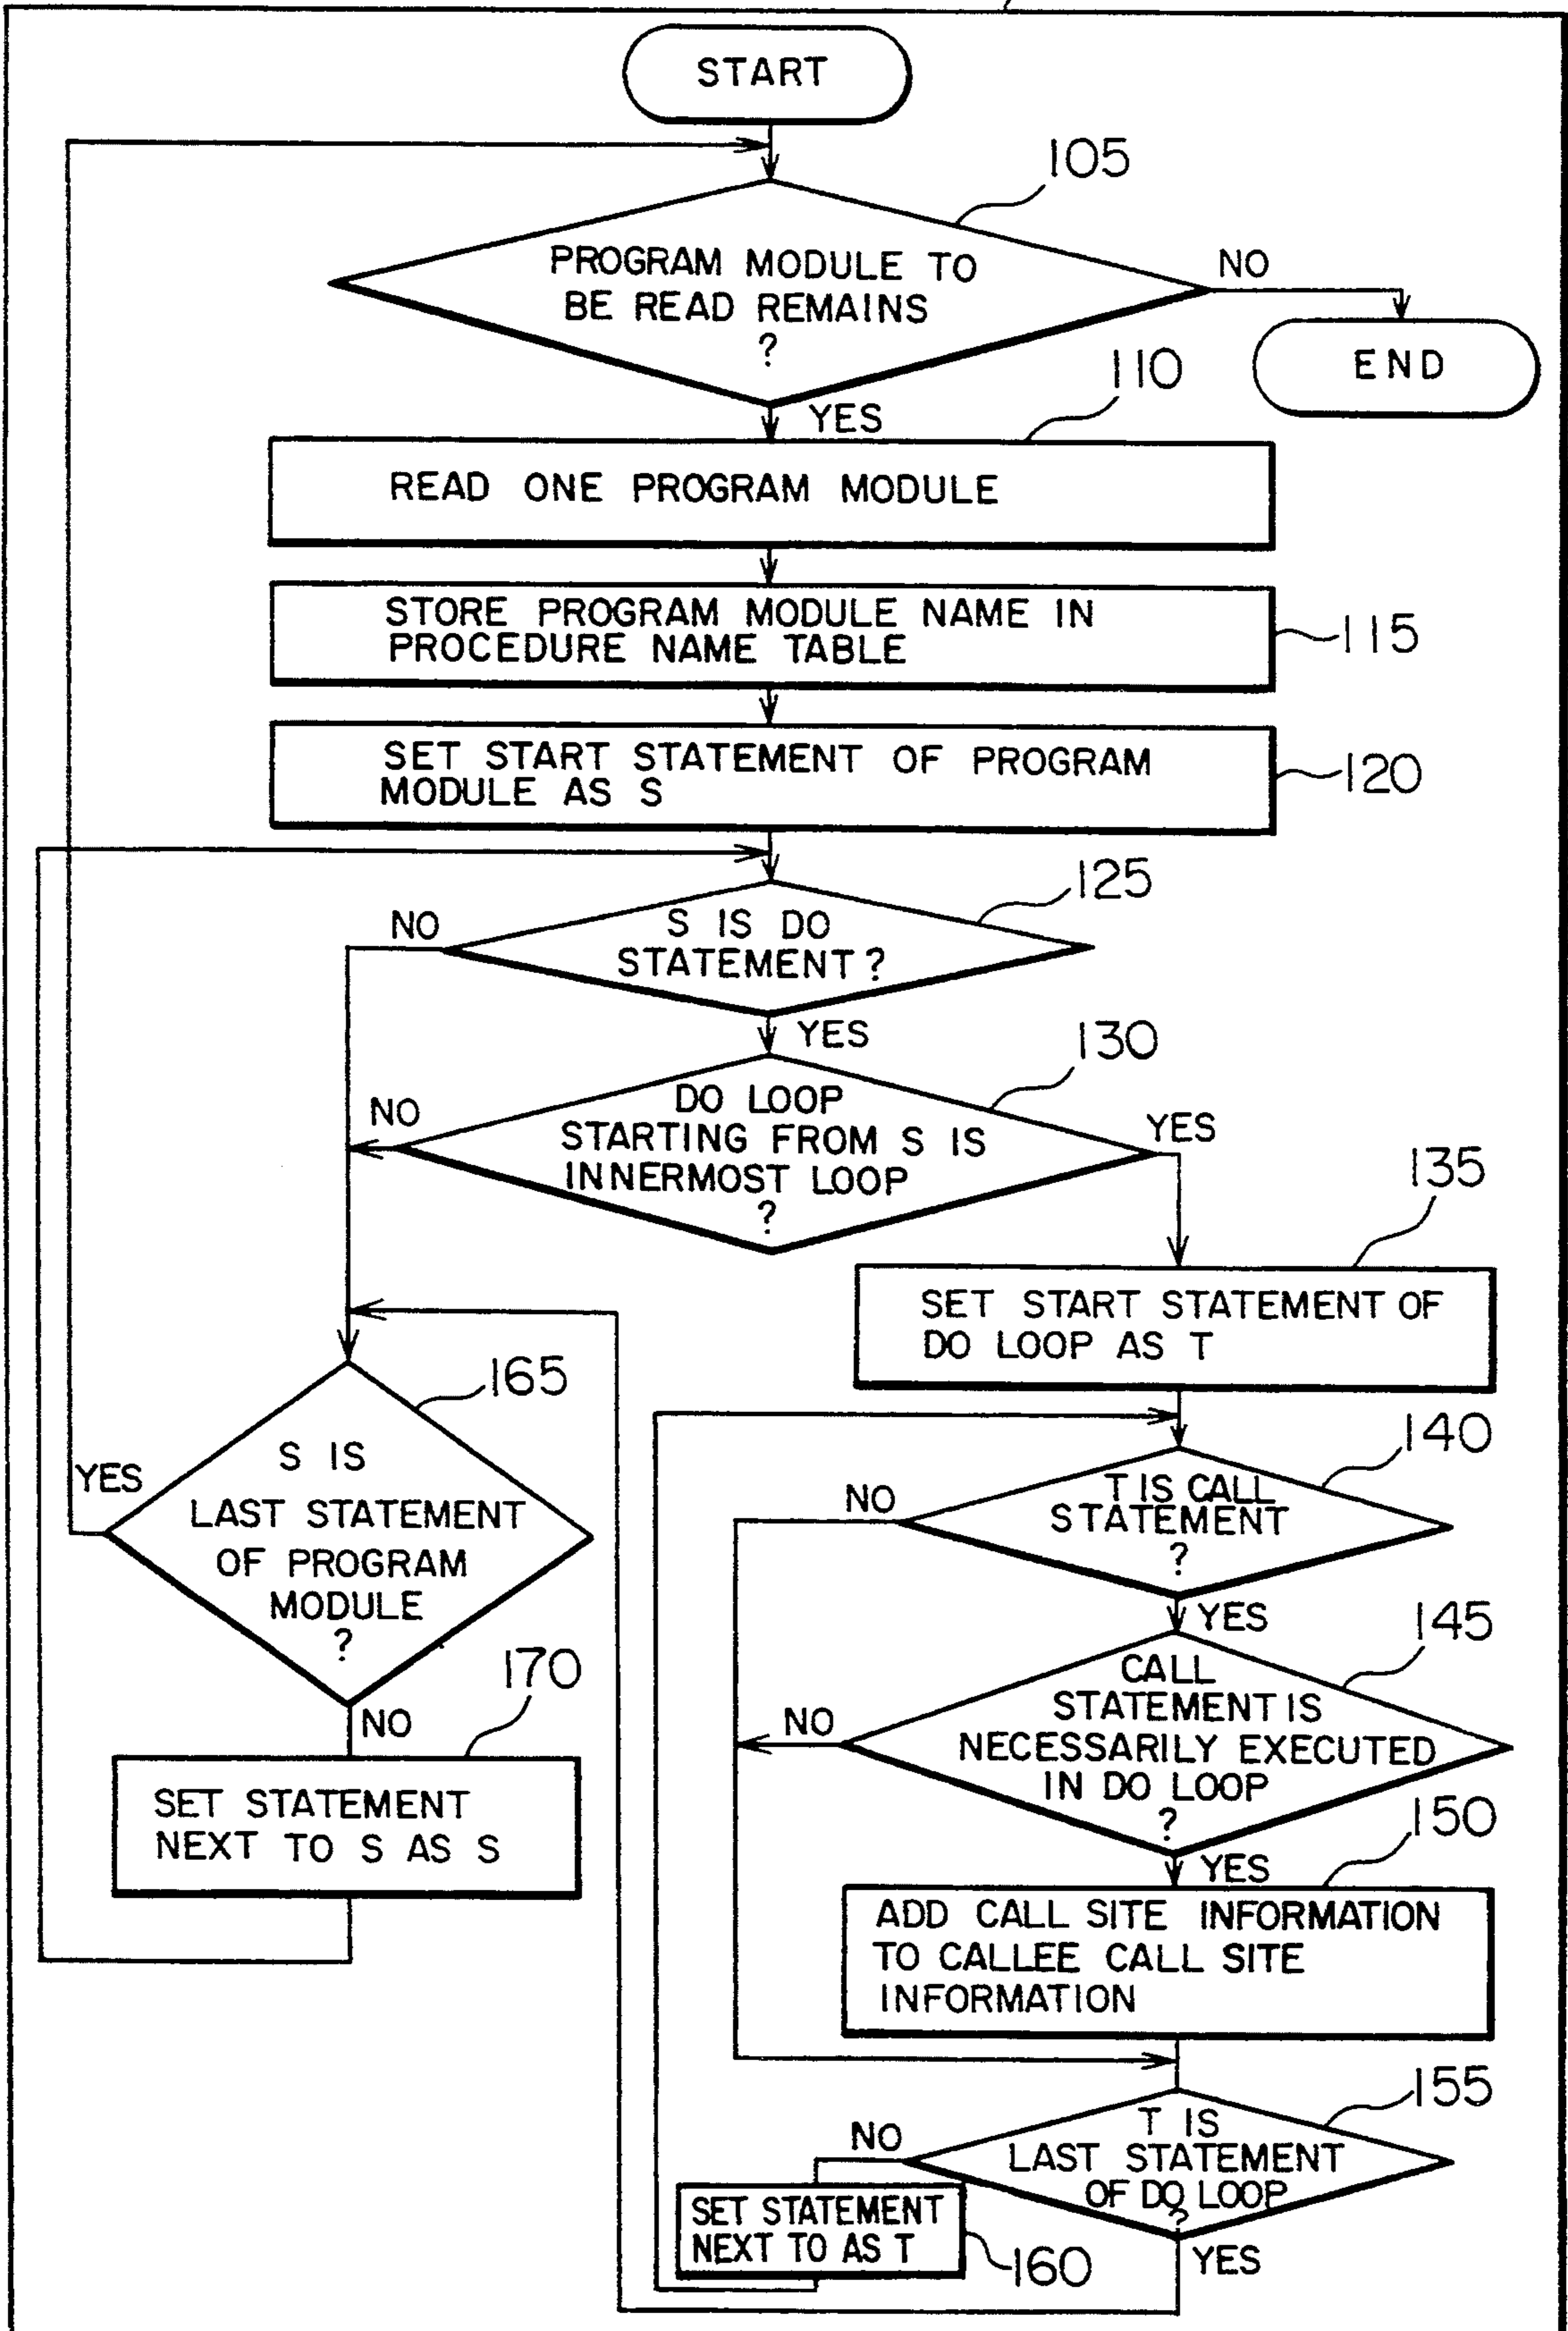 START
105
PROGRAM MODULE TO
BE READ REMAINS
?
NO
END
YES
110
READ ONE PROGRAM MODULE
STORE PROGRAM MODULE NAME IN
PROCEDURE NAME TABLE
115
SET START STATEMENT OF PROGRAM
MODULE AS S
120
125
NO
S IS DO
STATEMENT?
YES
130
NO
DO LOOP
STARTING FROM S IS
INNERMOST LOOP
?
YES
135
SET START STATEMENT OF
DO LOOP AS T
165
YES
S IS
LAST STATEMENT
OF PROGRAM
MODULE
?
NO
170
SET STATEMENT
NEXT TO S AS S
140
NO
T IS CALL
STATEMENT
?
YES
145
NO
CALL
STATEMENT IS
NECESSARILY EXECUTED
IN DO LOOP
?
YES
150
ADD CALL SITE INFORMATION
TO CALLEE CALL SITE
INFORMATION
155
NO
T IS
LAST STATEMENT
OF DO LOOP
?
YES
SET STATEMENT
NEXT TO AS T
160